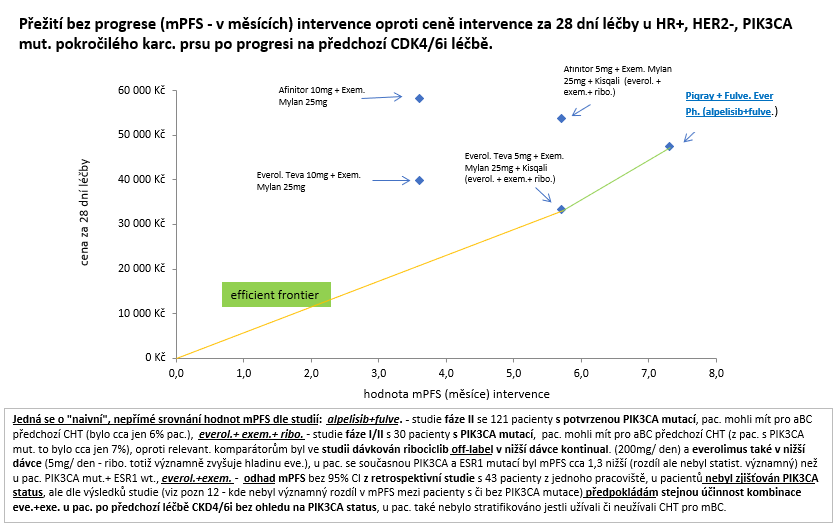 Přežití bez progrese (mPFS - v měsících) intervence oproti ceně intervence za 28 dní léčby u HR+, HER2-, PIK3CA
mut. pokročilého karc. prsu po progresi na předchozí CDK4/6i léčbě.
60 000 Kč
50 000 Kč
40 000 Kč
30 000 Kč
20 000 Kč
10 000 Kč
0 Kč
cena za 28 dní léčby
Afinitor 10mg + Exem.
Mylan 25mg
Afinitor 5mg + Exem. Mylan
25mg + Kisqali (everol. +
exem.+ ribo.)
Piqray + Fulve. Ever
Ph. (alpelisib+fulve.)
Everol. Teva 10mg + Exem.
Mylan 25mg
Everol. Teva 5mg + Exem.
Mylan 25mg + Kisqali
(everol. + exem.+ ribo.)
efficient frontier
0,0
1,0
2,0
3,0
4,0
5,0
6,0
7,0
8,0
hodnota mPFS (měsíce) intervence
Jedná se o "naivní", nepřímé srovnání hodnot mPFS dle studií: alpelisib+fulve. - studie fáze II se 121 pacienty s potvrzenou PIK3CA mutací, pac. mohli mít pro aBC
předchozí CHT (bylo cca jen 6% pac.), everol.+ exem.+ ribo. - studie fáze I/II s 30 pacienty s PIK3CA mutací, pac. mohli mít pro aBC předchozí CHT (z pac. s PIK3CA
mut. to bylo cca jen 7%), oproti relevant. komparátorům byl ve studii dávkován ribociclib off-label v nižší dávce kontinual. (200mg/ den) a everolimus také v nižší
dávce (5mg/ den - ribo. totiž významně zvyšuje hladinu eve.), u pac. se současnou PIK3CA a ESR1 mutací byl mPFS cca 1,3 nižší (rozdíl ale nebyl statist. významný) než
u pac. PIK3CA mut.+ ESR1 wt., everol.+exem. - odhad mPFS bez 95% CI z retrospektivní studie s 43 pacienty z jednoho pracoviště, u pacientů nebyl zjišťován PIK3CA
status, ale dle výsledků studie (viz pozn 12 - kde nebyl významný rozdíl v mPFS mezi pacienty s či bez PIK3CA mutace) předpokládám stejnou účinnost kombinace
eve.+exe. u pac. po předchozí léčbě CKD4/6i bez ohledu na PIK3CA status, u pac. také nebylo stratifikováno jestli užívali či neužívali CHT pro mBC.